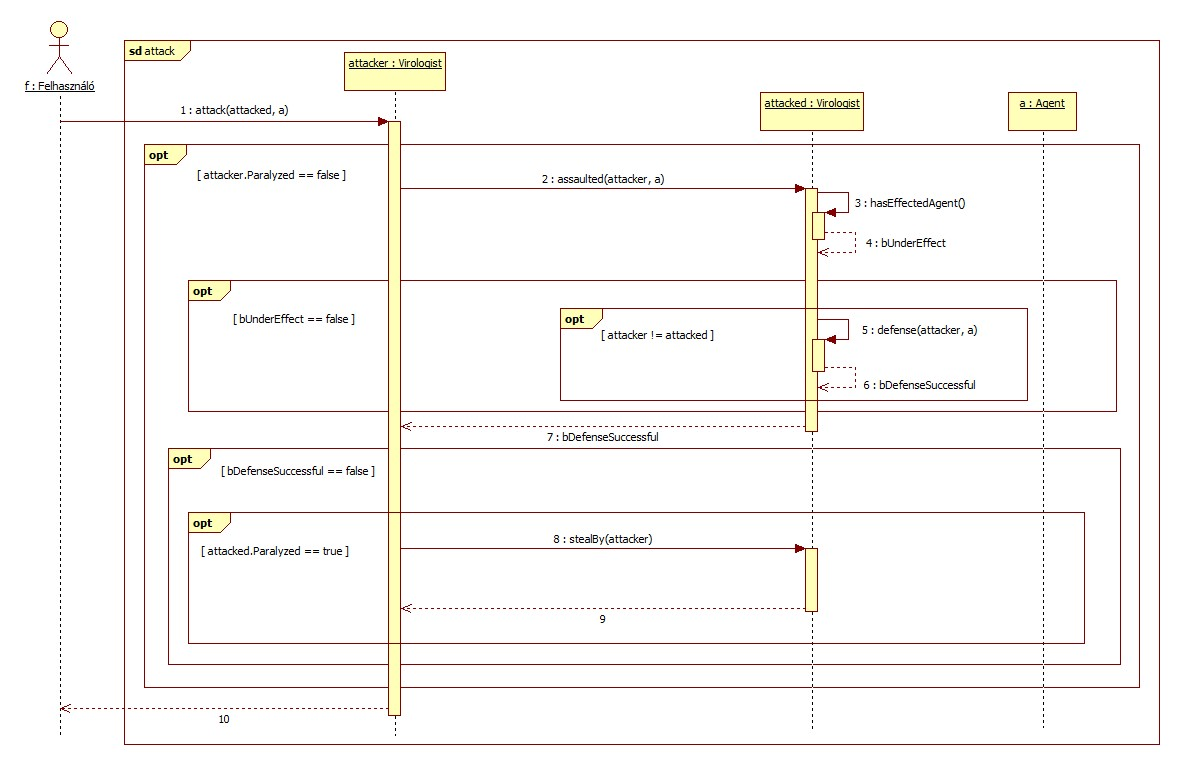 sd attack
f : Felhasználó
attacker : Virologist
attacked : Virologist
a : Agent
1 : attack(attacked, a)
opt
[ attacker.Paralyzed == false ]
2 : assaulted(attacker, a)
3 : hasEffectedAgent()
4 : bUnderEffect
opt
[ bUnderEffect == false ]
opt
[ attacker != attacked ]
5 : defense(attacker, a)
6 : bDefenseSuccessful
7 : bDefenseSuccessful
opt
[ bDefenseSuccessful == false ]
opt
[ attacked.Paralyzed == true ]
8 : stealBy(attacker)
9
10